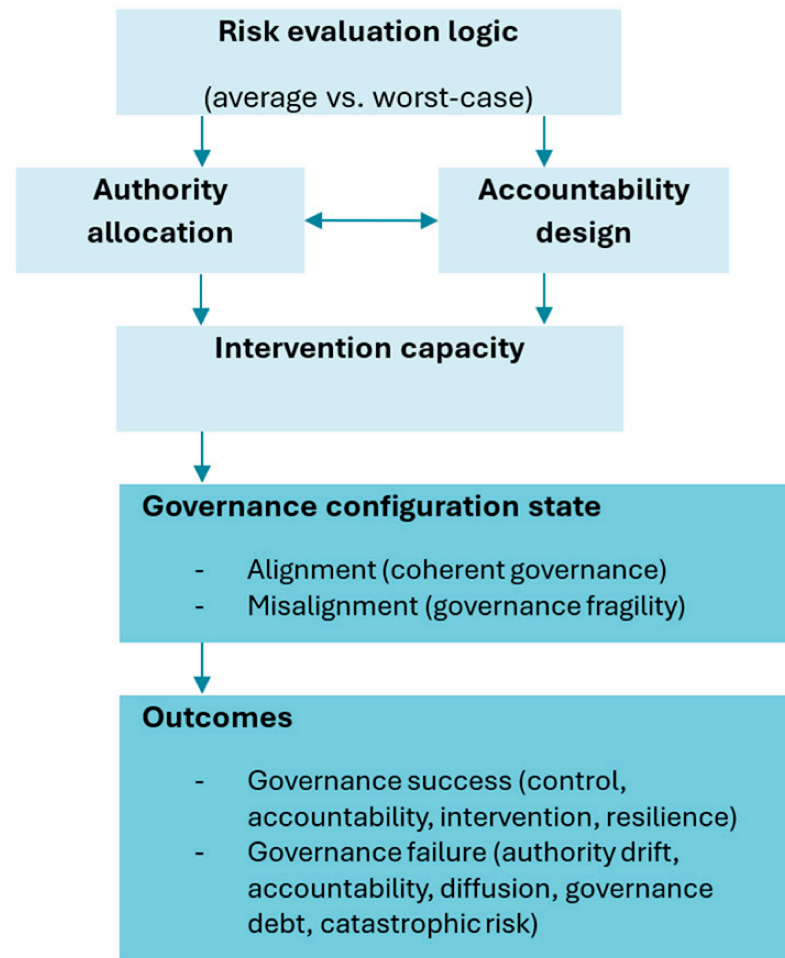 Risk evaluation logic
(average vs. worst-case)
Authority
allocation
Accountability
design
Intervention capacity
Governance configuration state
- Alignment (coherent governance)
- Misalignment (governance fragility)
Outcomes
- Governance success (control,
accountability, intervention, resilience)
- Governance failure (authority drift,
accountability, diffusion, governance
debt, catastrophic risk)